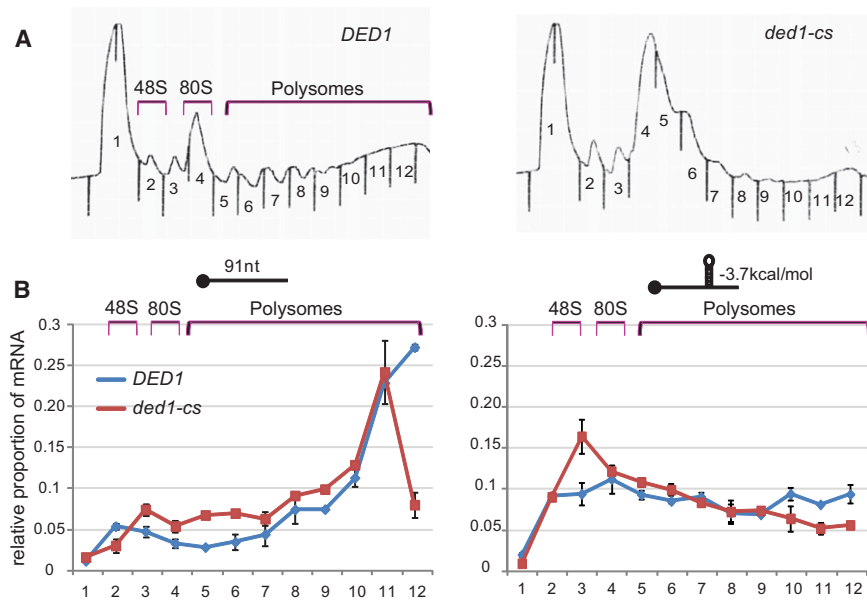 A
DED1
48S 80S Polysomes
1 2 3 4 5 6 7 8 9 10 11 12
ded1-cs
1 2 3 4 5 6 7 8 9 10 11 12
B
91nt
48S 80S Polysomes
relative proportion of mRNA
0.3
0.25
0.20
0.15
0.1
0.05
0
DED1
ded1-cs
1 2 3 4 5 6 7 8 9 10 11 12
-3.7kcal/mol
48S 80S Polysomes
0.3
0.25
0.20
0.15
0.10
0.05
0
1 2 3 4 5 6 7 8 9 10 11 12